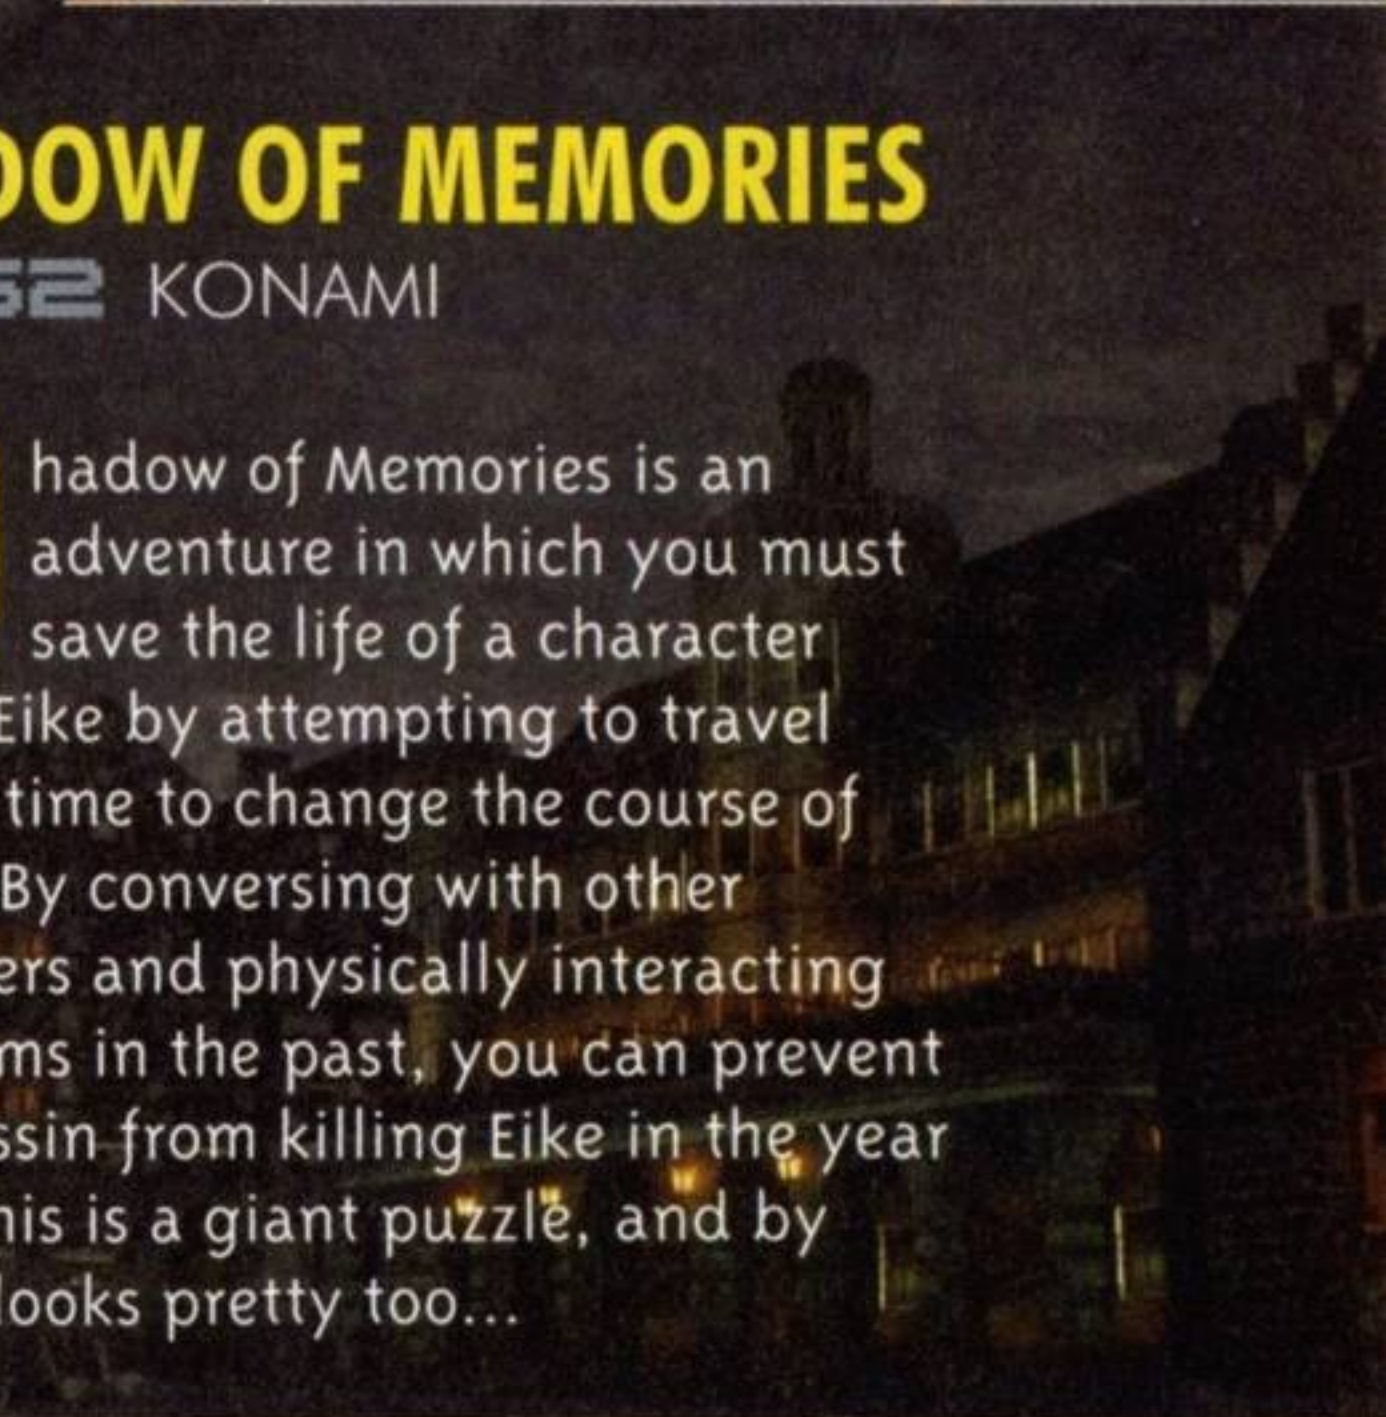 DOW OF MEMORIES
S2 KONAMI
hadow of Memories is an
adventure in which you must
save the life of a character
Eike by attempting to travel
time to change the course of
By conversing with other
ers and physically interacting
ms in the past, you can prevent
ssin from killing Eike in the year
his is a giant puzzle, and by
looks pretty too...